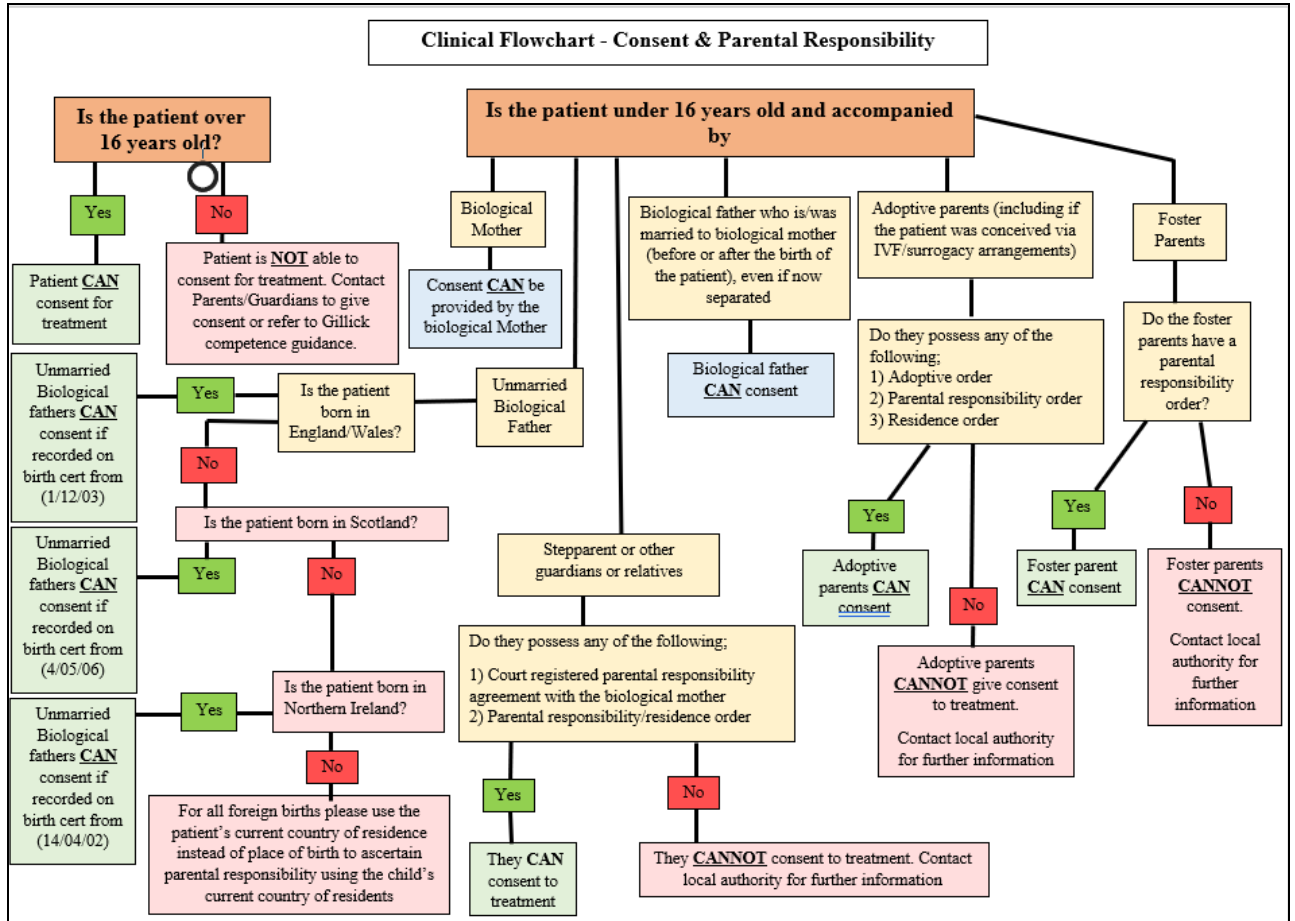 Clinical Flowchart - Consent & Parental Responsibility
Is the patient over
16 years old?
Yes
Patient CAN
consent for
treatment
No
Patient is NOT able to
consent for treatment. Contact
Parents/Guardians to give
consent or refer to Gillick
competence guidance.
Is the patient under 16 years old and accompanied
by
Biological
Mother
Consent CAN be
provided by the
biological Mother
Unmarried
Biological
Father
Is the patient
born in
England/Wales?
Yes
Unmarried
Biological
fathers CAN
consent if
recorded on
birth cert from
(1/12/03)
No
Is the patient born in Scotland?
Yes
Unmarried
Biological
fathers CAN
consent if
recorded on
birth cert from
(4/05/06)
No
Is the patient born in
Northern Ireland?
Yes
Unmarried
Biological
fathers CAN
consent if
recorded on
birth cert from
(14/04/02)
No
For all foreign births please use the
patient's current country of residence
instead of place of birth to ascertain
parental responsibility using the child's
current country of residents
Stepparent or other
guardians or relatives
Do they possess any of the following;
1) Court registered parental responsibility
agreement with the biological mother
2) Parental responsibility/residence order
Yes
They CAN
consent to
treatment
No
They CANNOT consent to treatment. Contact
local authority for further information
Biological father who is/was
married to biological mother
(before or after the birth of
the patient), even if now
separated
Biological father
CAN consent
Adoptive parents (including if
the patient was conceived via
IVF/surrogacy arrangements)
Do they possess any of the
following;
1) Adoptive order
2) Parental responsibility order
3) Residence order
Yes
Adoptive
parents CAN
consent
No
Adoptive parents
CANNOT give consent
to treatment.
Contact local authority
for further information
Foster
Parents
Do the foster
parents have a
parental
responsibility
order?
Yes
Foster parent
CAN consent
No
Foster parents
CANNOT
consent.
Contact local
authority for
further
information